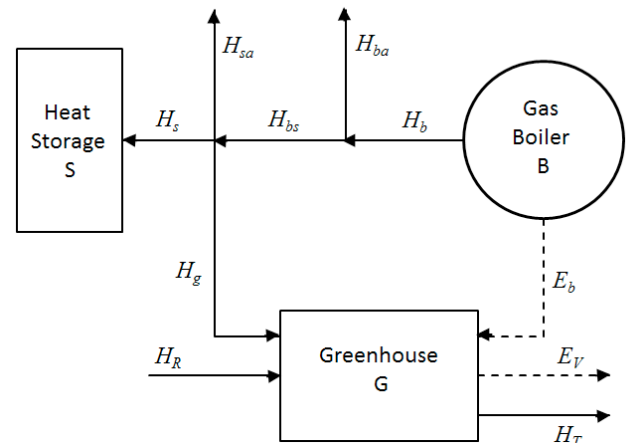 H_sa
H_ba
Heat
Storage
S
H_s
H_bs
H_b
Gas
Boiler
B
H_g
E_b
H_R
Greenhouse
G
E_V
H_T